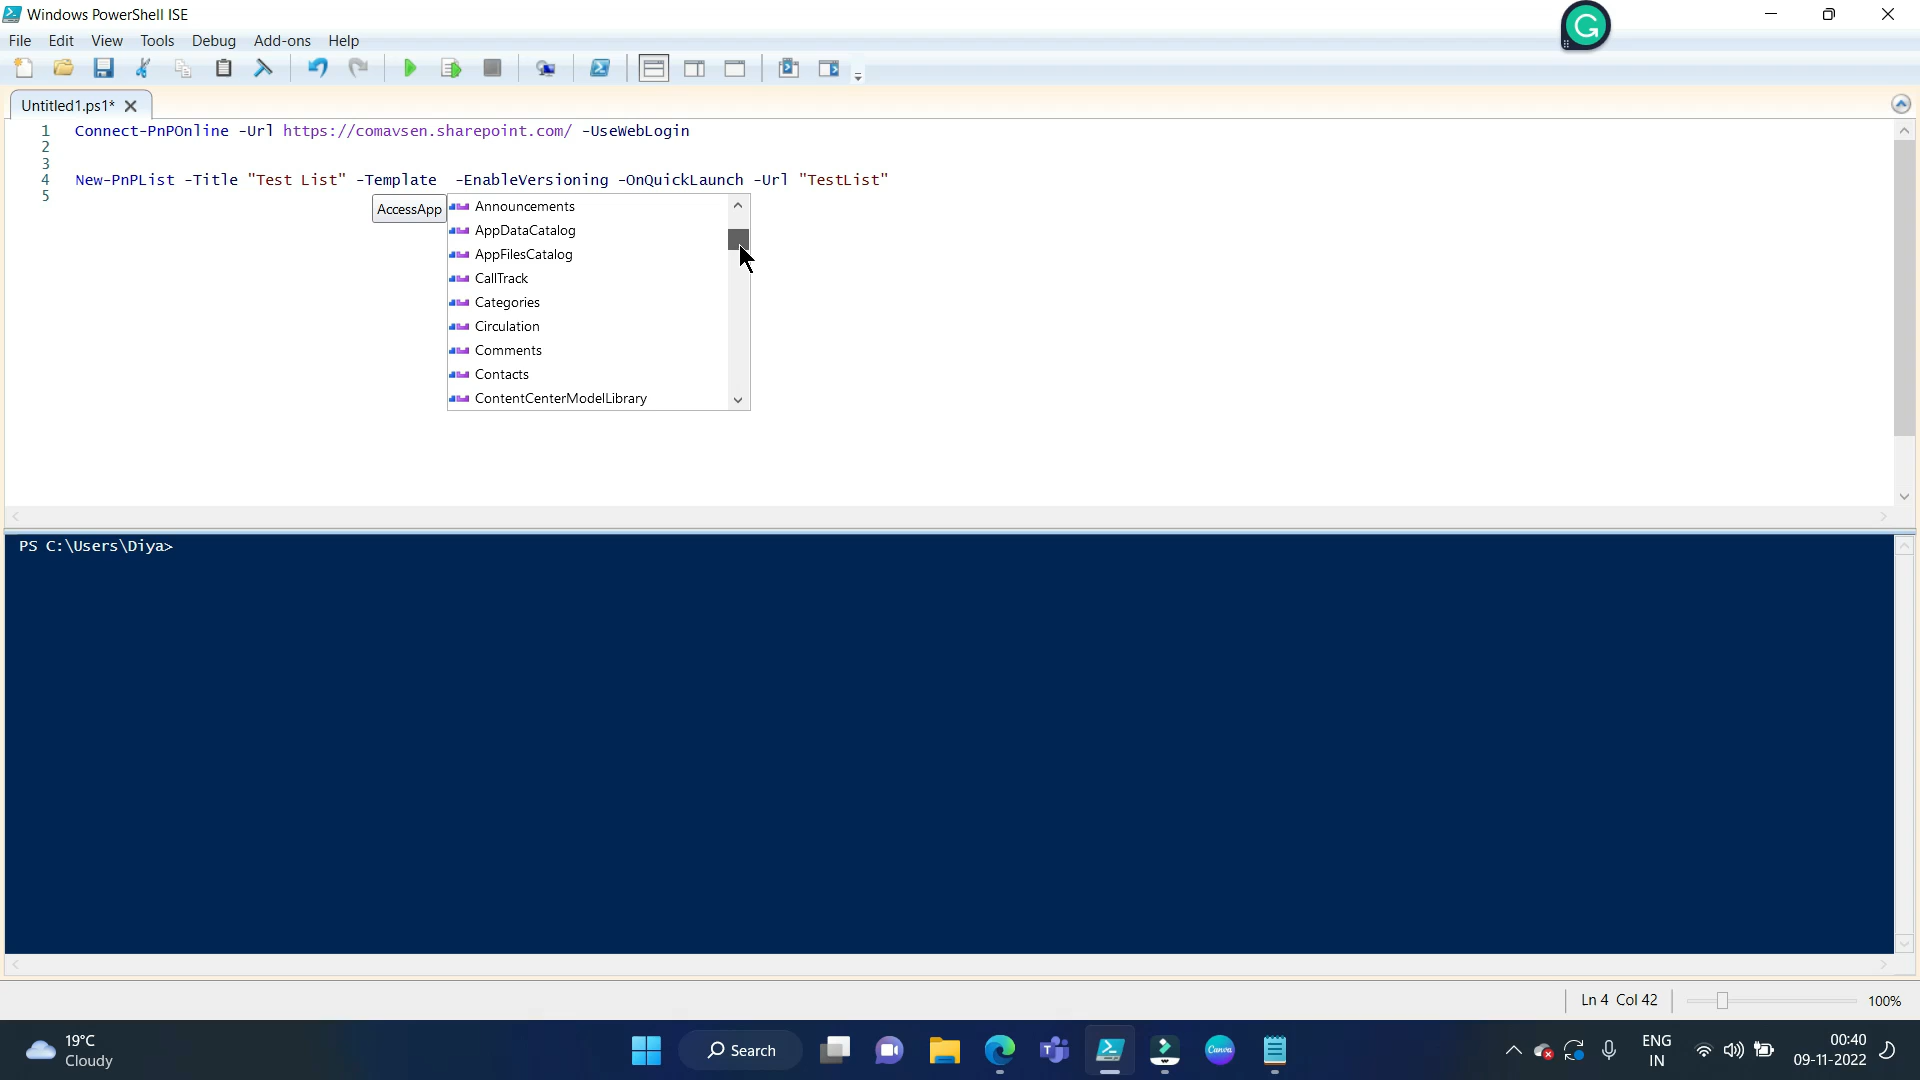 Windows PowerShell ISE
File Edit View Tools Debug Add-ons Help
Untitled1.ps1*
1 Connect-PnPOnline -Url https://comavsen.sharepoint.com/ -UseWebLogin
2
3
4 New-PnPList -Title "Test List" -Template  -EnableVersioning -OnQuickLaunch -Url "TestList"
5
AccessApp
Announcements
AppDataCatalog
AppFilesCatalog
CallTrack
Categories
Circulation
Comments
Contacts
ContentCenterModelLibrary
PS C:\Users\Diya>
Ln 4 Col 42
100%
19°C
Cloudy
Search
Canva
ENG
IN
00:40
09-11-2022